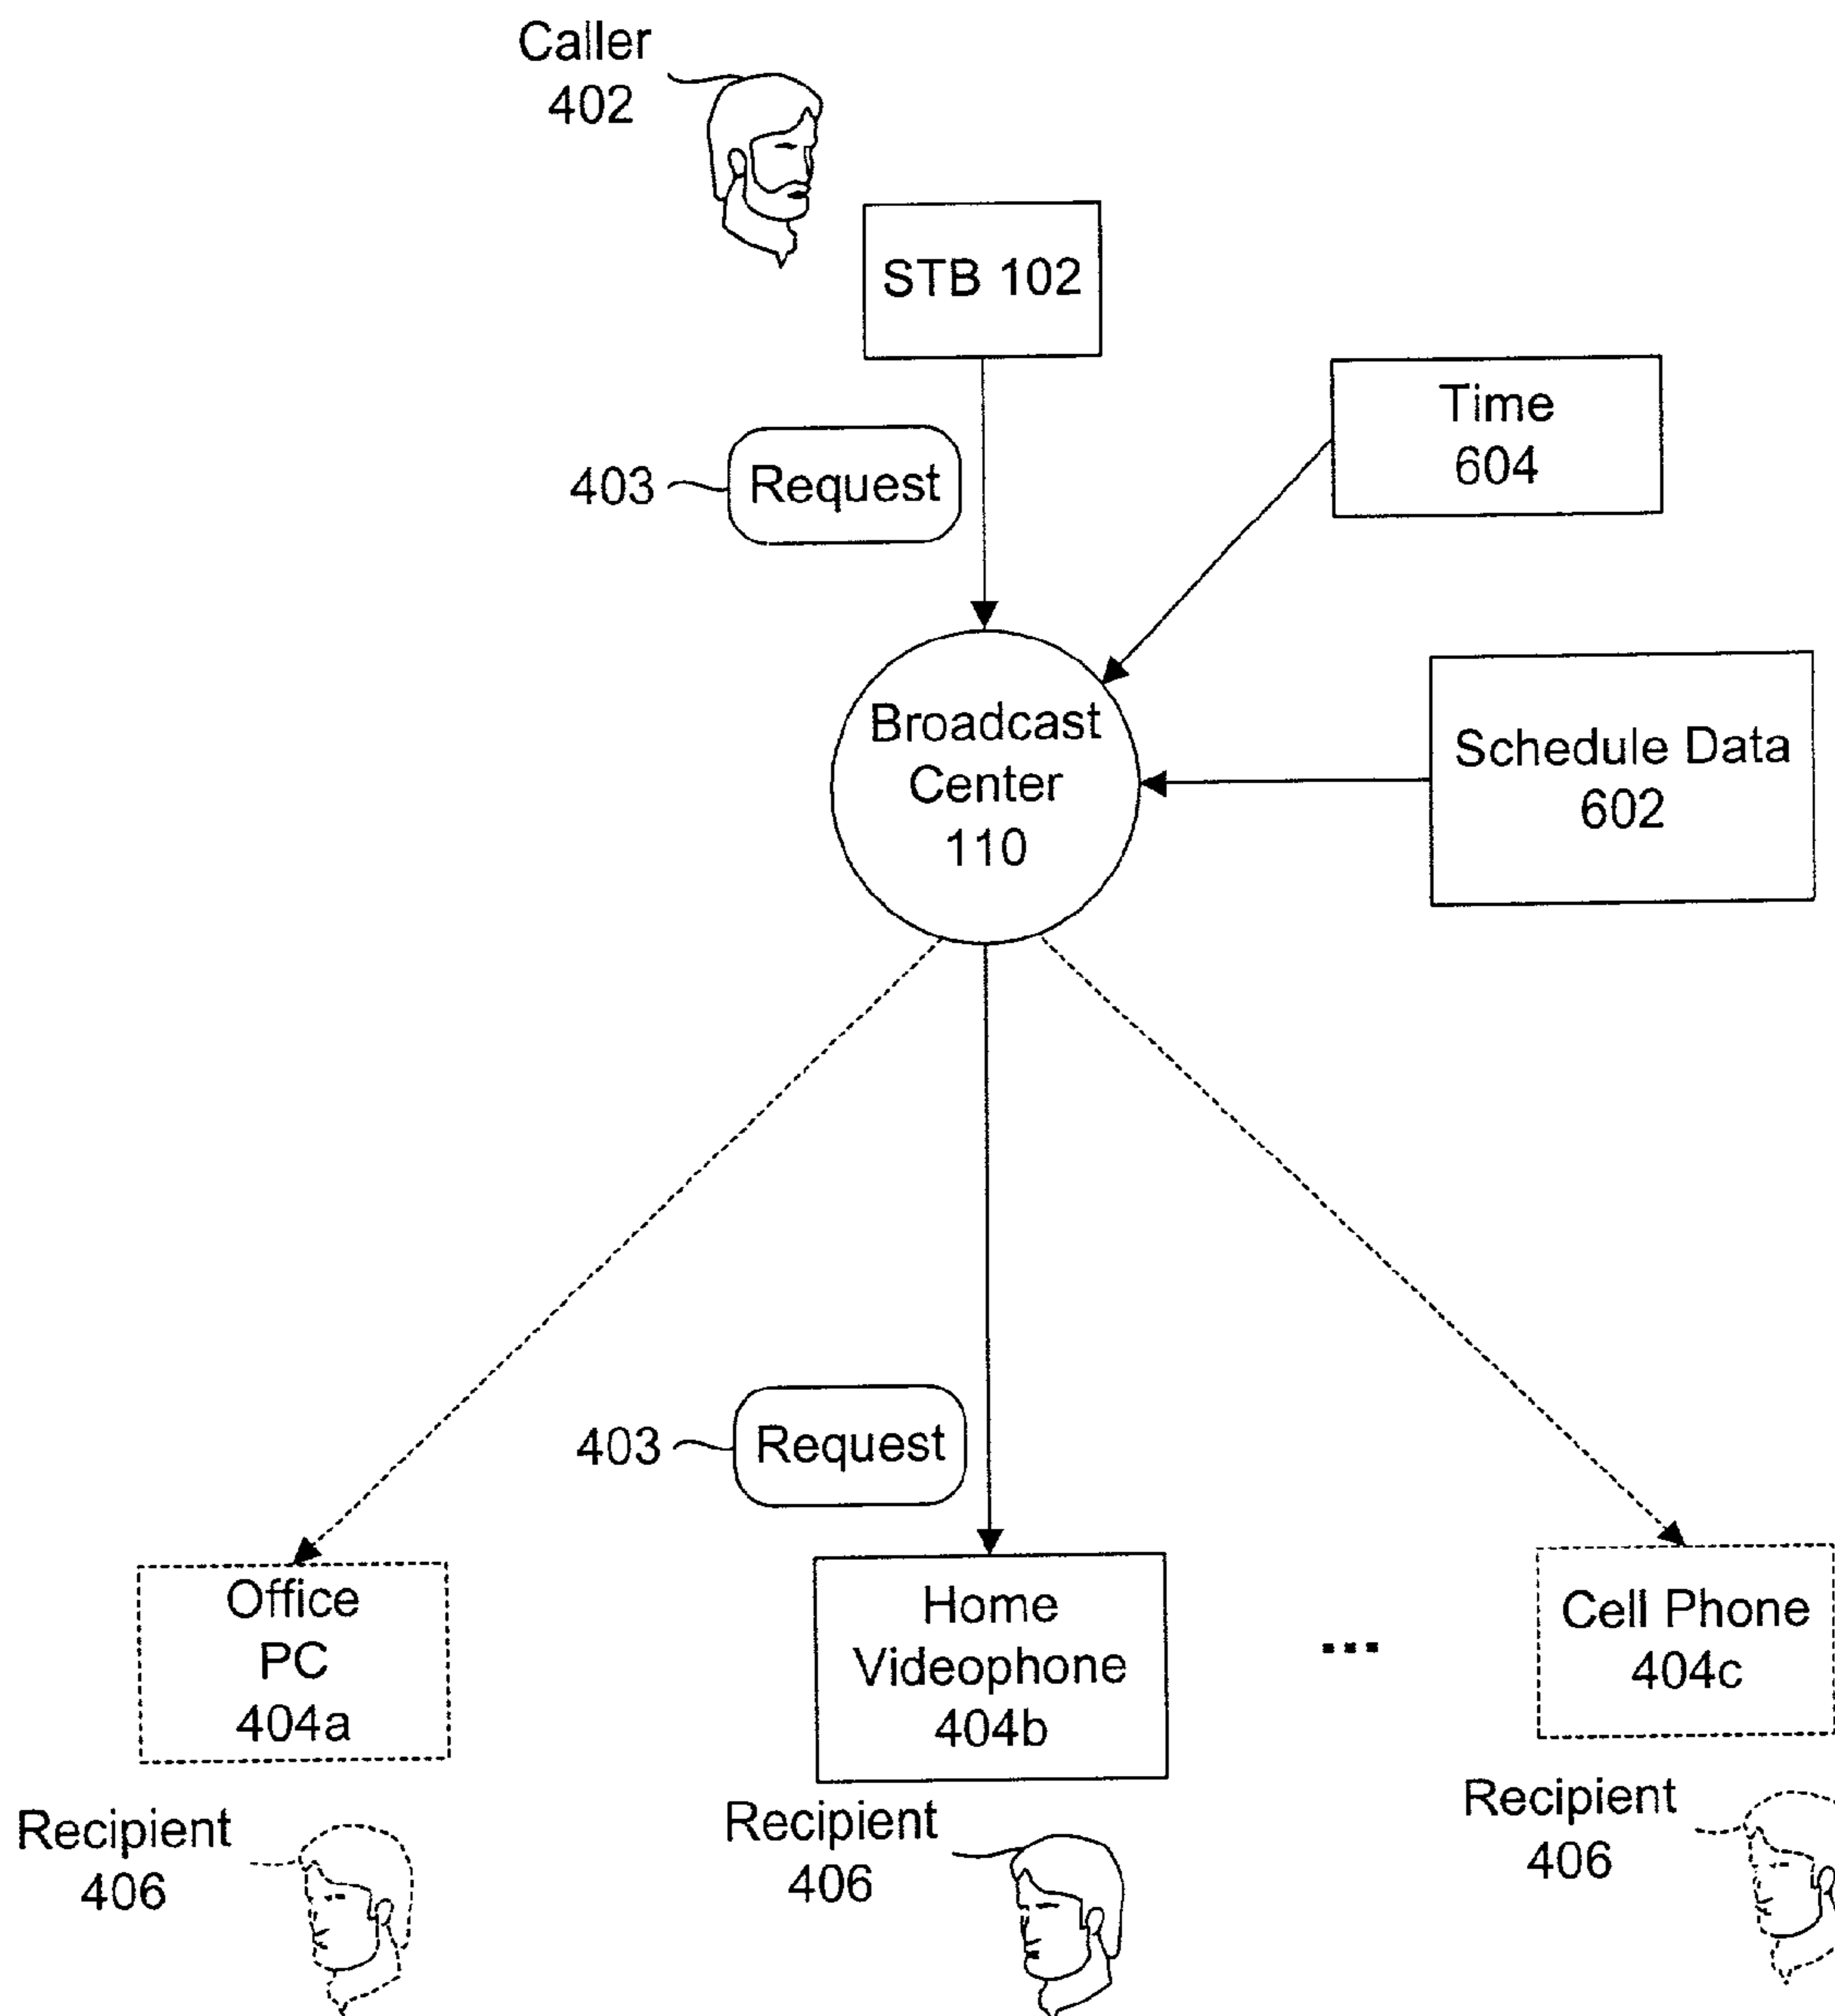 Caller
402
STB 102
Time
604
403
Request
Broadcast
Center
110
Schedule Data
602
403
Request
Office
PC
404a
Home
Videophone
404b
...
Cell Phone
404c
Recipient
406
Recipient
406
Recipient
406